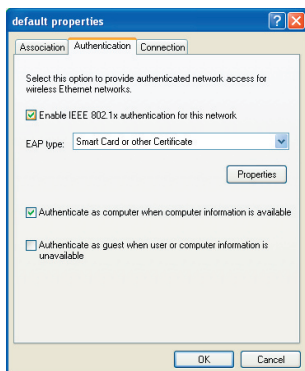 default properties
Association Authentication Connection
Select this option to provide authenticated network access for
wireless Ethernet networks.
Enable IEEE 802.1x authentication for this network
EAP type: Smart Card or other Certificate
Properties
Authenticate as computer when computer information is available
Authenticate as guest when user or computer information is
unavailable
OK Cancel